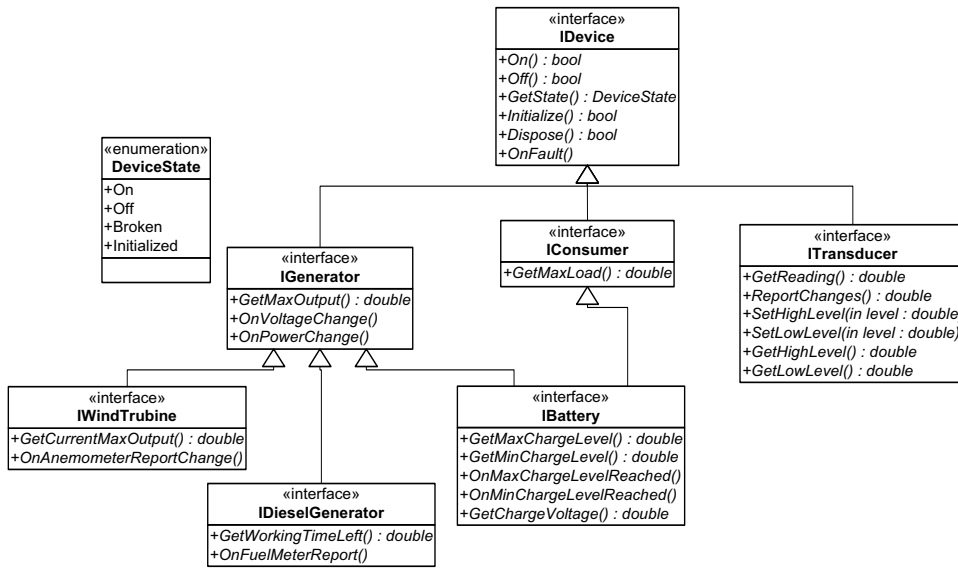 «interface»
IDevice
+On() : bool
+Off() : bool
+GetState() : DeviceState
+Initialize() : bool
+Dispose() : bool
+OnFault()
«enumeration»
DeviceState
+On
+Off
+Broken
+Initialized
«interface»
IGenerator
+GetMaxOutput() : double
+OnVoltageChange()
+OnPowerChange()
«interface»
IConsumer
+GetMaxLoad() : double
«interface»
ITransducer
+GetReading() : double
+ReportChanges() : double
+SetHighLevel(in level : double)
+SetLowLevel(in level : double)
+GetHighLevel() : double
+GetLowLevel() : double
«interface»
IWindTrubine
+GetCurrentMaxOutput() : double
+OnAnemometerReportChange()
«interface»
IDieselGenerator
+GetWorkingTimeLeft() : double
+OnFuelMeterReport()
«interface»
IBattery
+GetMaxChargeLevel() : double
+GetMinChargeLevel() : double
+OnMaxChargeLevelReached()
+OnMinChargeLevelReached()
+GetChargeVoltage() : double